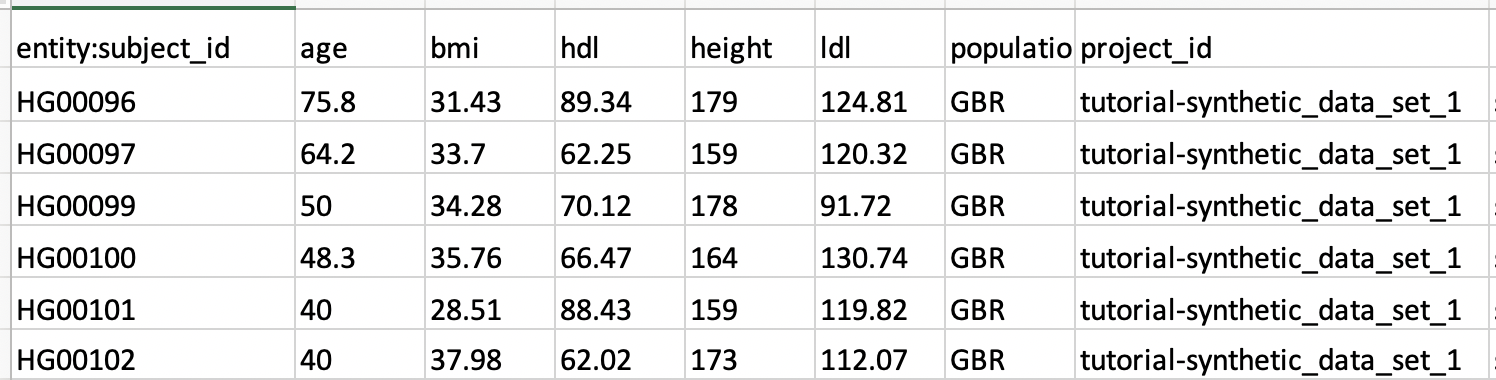 entity:subject_id age bmi hdl height ldl populatio project_id
HG00096 75.8 31.43 89.34 179 124.81 GBR tutorial-synthetic_data_set_1
HG00097 64.2 33.7 62.25 159 120.32 GBR tutorial-synthetic_data_set_1
HG00099 50 34.28 70.12 178 91.72 GBR tutorial-synthetic_data_set_1
HG00100 48.3 35.76 66.47 164 130.74 GBR tutorial-synthetic_data_set_1
HG00101 40 28.51 88.43 159 119.82 GBR tutorial-synthetic_data_set_1
HG00102 40 37.98 62.02 173 112.07 GBR tutorial-synthetic_data_set_1